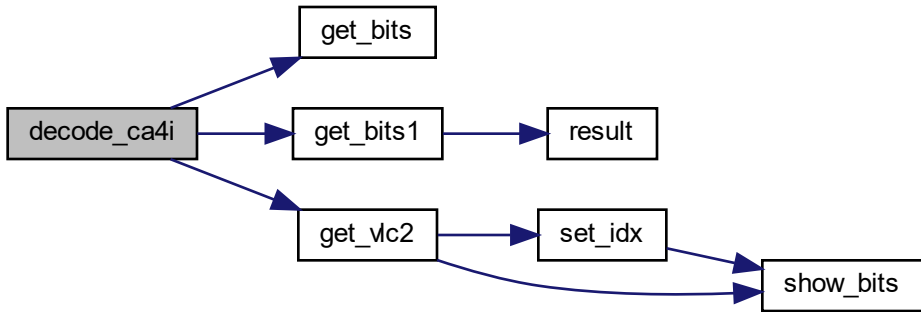 get_bits
decode_ca4i
get_bits1
result
get_vlc2
set_idx
show_bits